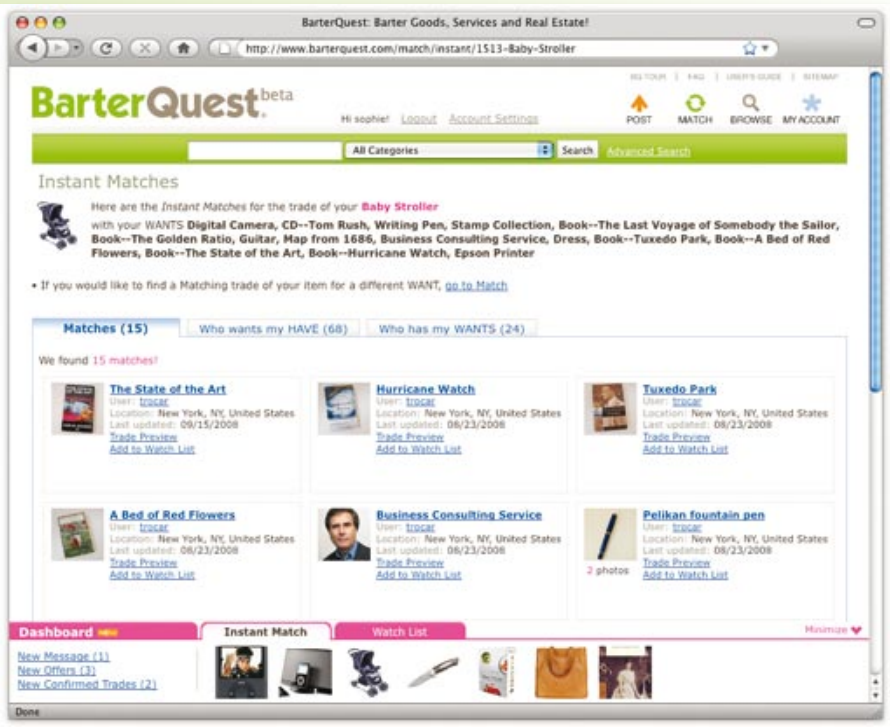 BarterQuest: Barter Goods, Services and Real Estate!
http://www.barterquest.com/match/instant/1513-Baby-Stroller
BQ TOUR | FAQ | USER'S GUIDE | SITEMAP
BarterQuest. beta
Hi sophie! Logout Account Settings
POST MATCH BROWSE MY ACCOUNT
All Categories Search Advanced Search
Instant Matches
Here are the Instant Matches for the trade of your Baby Stroller
with your WANTS Digital Camera, CD--Tom Rush, Writing Pen, Stamp Collection, Book--The Last Voyage of Somebody the Sailor,
Book--The Golden Ratio, Guitar, Map from 1686, Business Consulting Service, Dress, Book--Tuxedo Park, Book--A Bed of Red
Flowers, Book--The State of the Art, Book--Hurricane Watch, Epson Printer
• If you would like to find a Matching trade of your item for a different WANT, go to Match
Matches (15) Who wants my HAVE (68) Who has my WANTS (24)
We found 15 matches!
The State of the Art
User: trocar
Location: New York, NY, United States
Last updated: 09/15/2008
Trade Preview
Add to Watch List
Hurricane Watch
User: trocar
Location: New York, NY, United States
Last updated: 08/23/2008
Trade Preview
Add to Watch List
Tuxedo Park
User: trocar
Location: New York, NY, United States
Last updated: 08/23/2008
Trade Preview
Add to Watch List
A Bed of Red Flowers
User: trocar
Location: New York, NY, United States
Last updated: 08/23/2008
Trade Preview
Add to Watch List
Business Consulting Service
User: trocar
Location: New York, NY, United States
Last updated: 08/23/2008
Trade Preview
Add to Watch List
Pelikan fountain pen
User: trocar
Location: New York, NY, United States
Last updated: 08/23/2008
2 photos Trade Preview
Add to Watch List
Dashboard Instant Match Watch List Minimize
New Message (1)
New Offers (3)
New Confirmed Trades (2)
Done